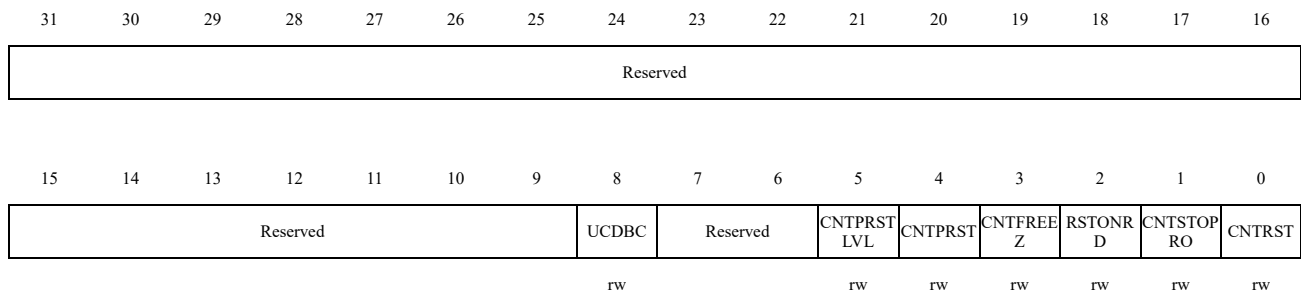 31 30 29 28 27 26 25 24 23 22 21 20 19 18 17 16
Reserved
15 14 13 12 11 10 9 8 7 6 5 4 3 2 1 0
Reserved UCDBC Reserved CNTPRST CNTPRST CNTFREE RSTONR CNTSTOP CNTRST
LVL Z D RO
rw rw rw rw rw rw rw